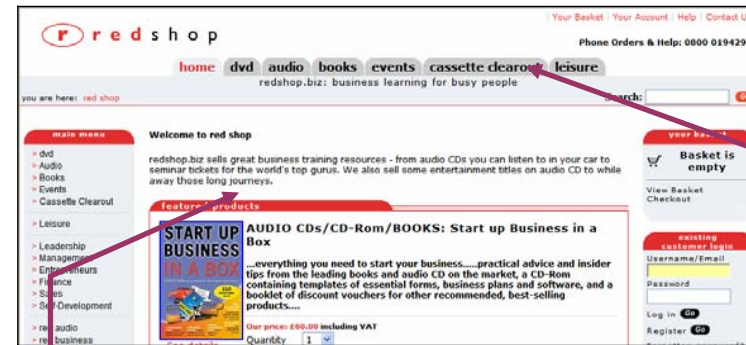 Your Basket | Your Account | Help | Contact U
r redshop
Phone Orders & Help: 0800 019429
home dvd audio books events cassette clearout leisure
redshop.biz: business learning for busy people
you are here: red shop
Search:
main menu
> dvd
> Audio
> Books
> Events
> Cassette Clearout
> Leisure
> Leadership
> Management
> Entrepreneurs
> Finance
> Sales
> Self-Development
> red audio
> red business
Welcome to red shop
redshop.biz sells great business training resources - from audio CDs you can listen to in your car to
seminar tickets for the world's top gurus. We also sell some entertainment titles on audio CD to while
away those long journeys.
featured products
START UP
BUSINESS
IN A BOX
See details
AUDIO CDs/CD-Rom/BOOKS: Start up Business in a
Box
...everything you need to start your business.....practical advice and insider
tips from the leading books and audio CD on the market, a CD-Rom
containing templates of essential forms, business plans and software, and a
booklet of discount vouchers for other recommended, best-selling
products....
Our price: £80.00 including VAT
Quantity 1
your basket
Basket is
empty
View Basket
Checkout
existing
customer login
Username/Email
Password
Log in GO
Register GO